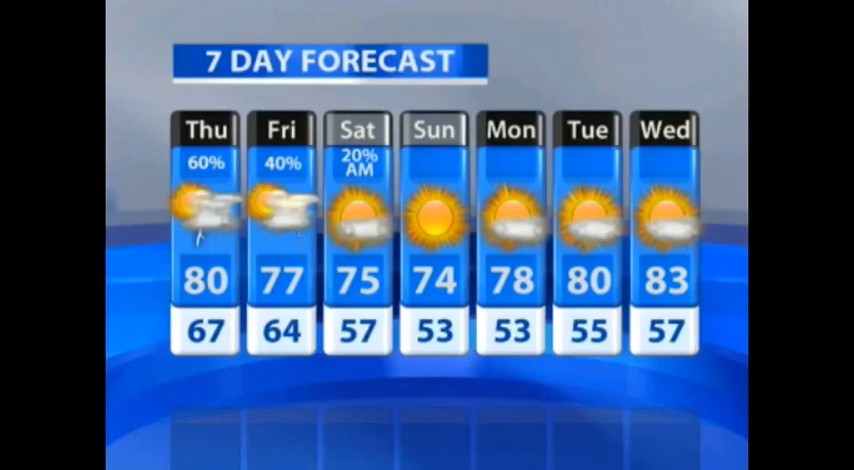 7 DAY FORECAST
Thu Fri Sat Sun Mon Tue Wed
60% 40% 20%
AM
80 77 75 74 78 80 83
67 64 57 53 53 55 57